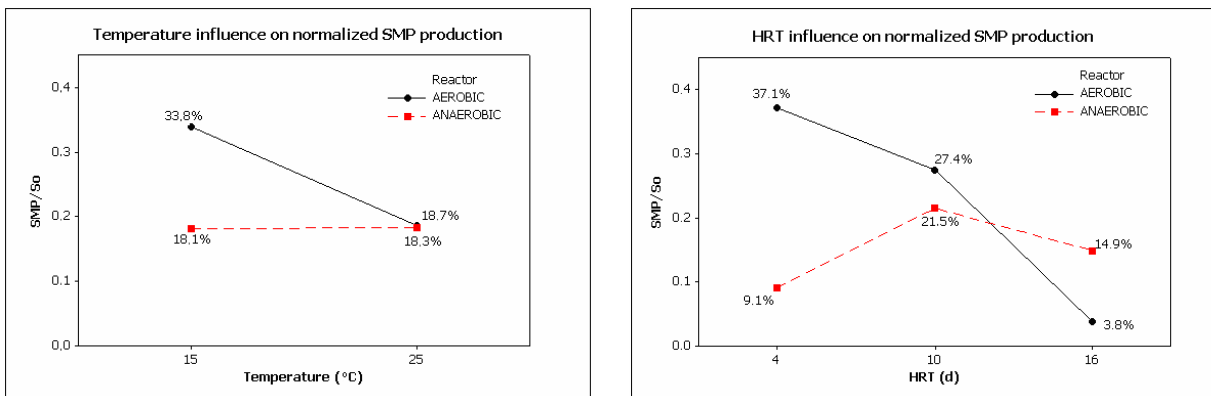 Temperature influence on normalized SMP production
Reactor
AEROBIC
ANAEROBIC
SMP/So
0,4
0,3
0,2
0,1
0,0
33,8%
18,1%
18,7%
18,3%
15
25
Temperature (°C)
HRT influence on normalized SMP production
Reactor
AEROBIC
ANAEROBIC
SMP/So
0.4
0.3
0.2
0.1
0.0
37.1%
27.4%
21.5%
14.9%
9.1%
3.8%
4
10
16
HRT (d)